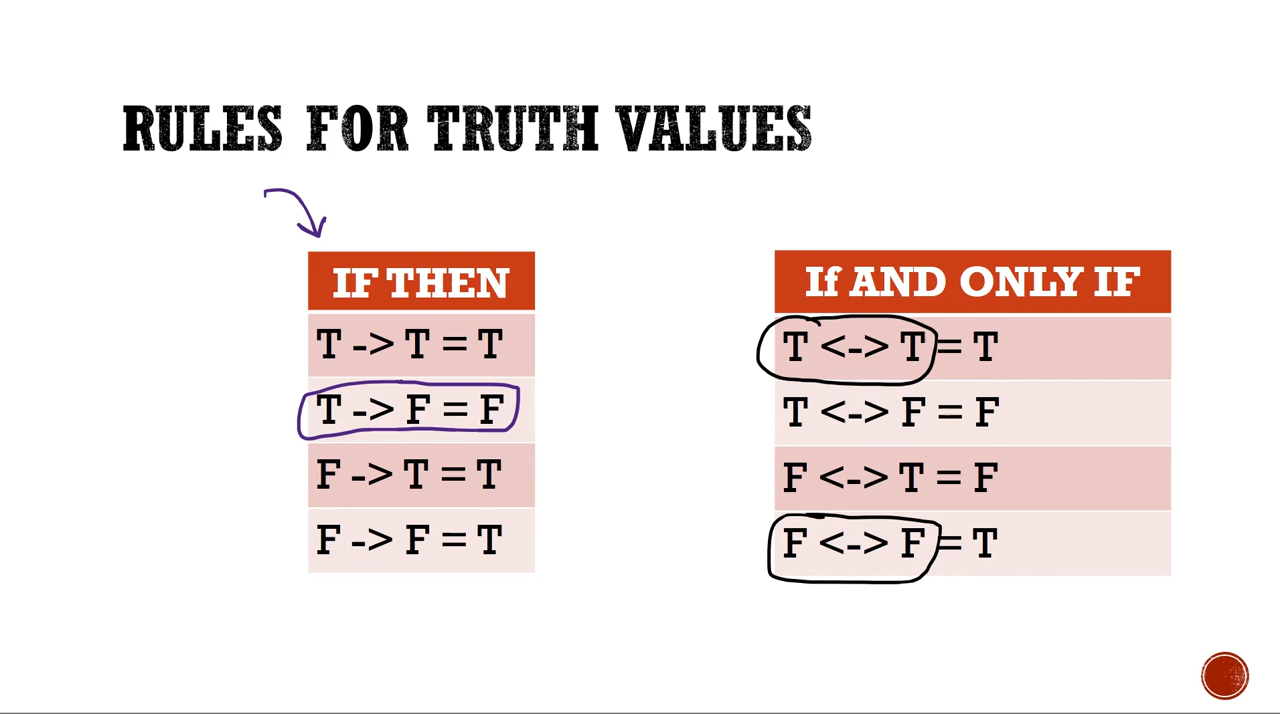 RULES FOR TRUTH VALUES
IF THEN
T -> T = T
T -> F = F
F -> T = T
F -> F = T
If AND ONLY IF
T <-> T = T
T <-> F = F
F <-> T = F
F <-> F = T